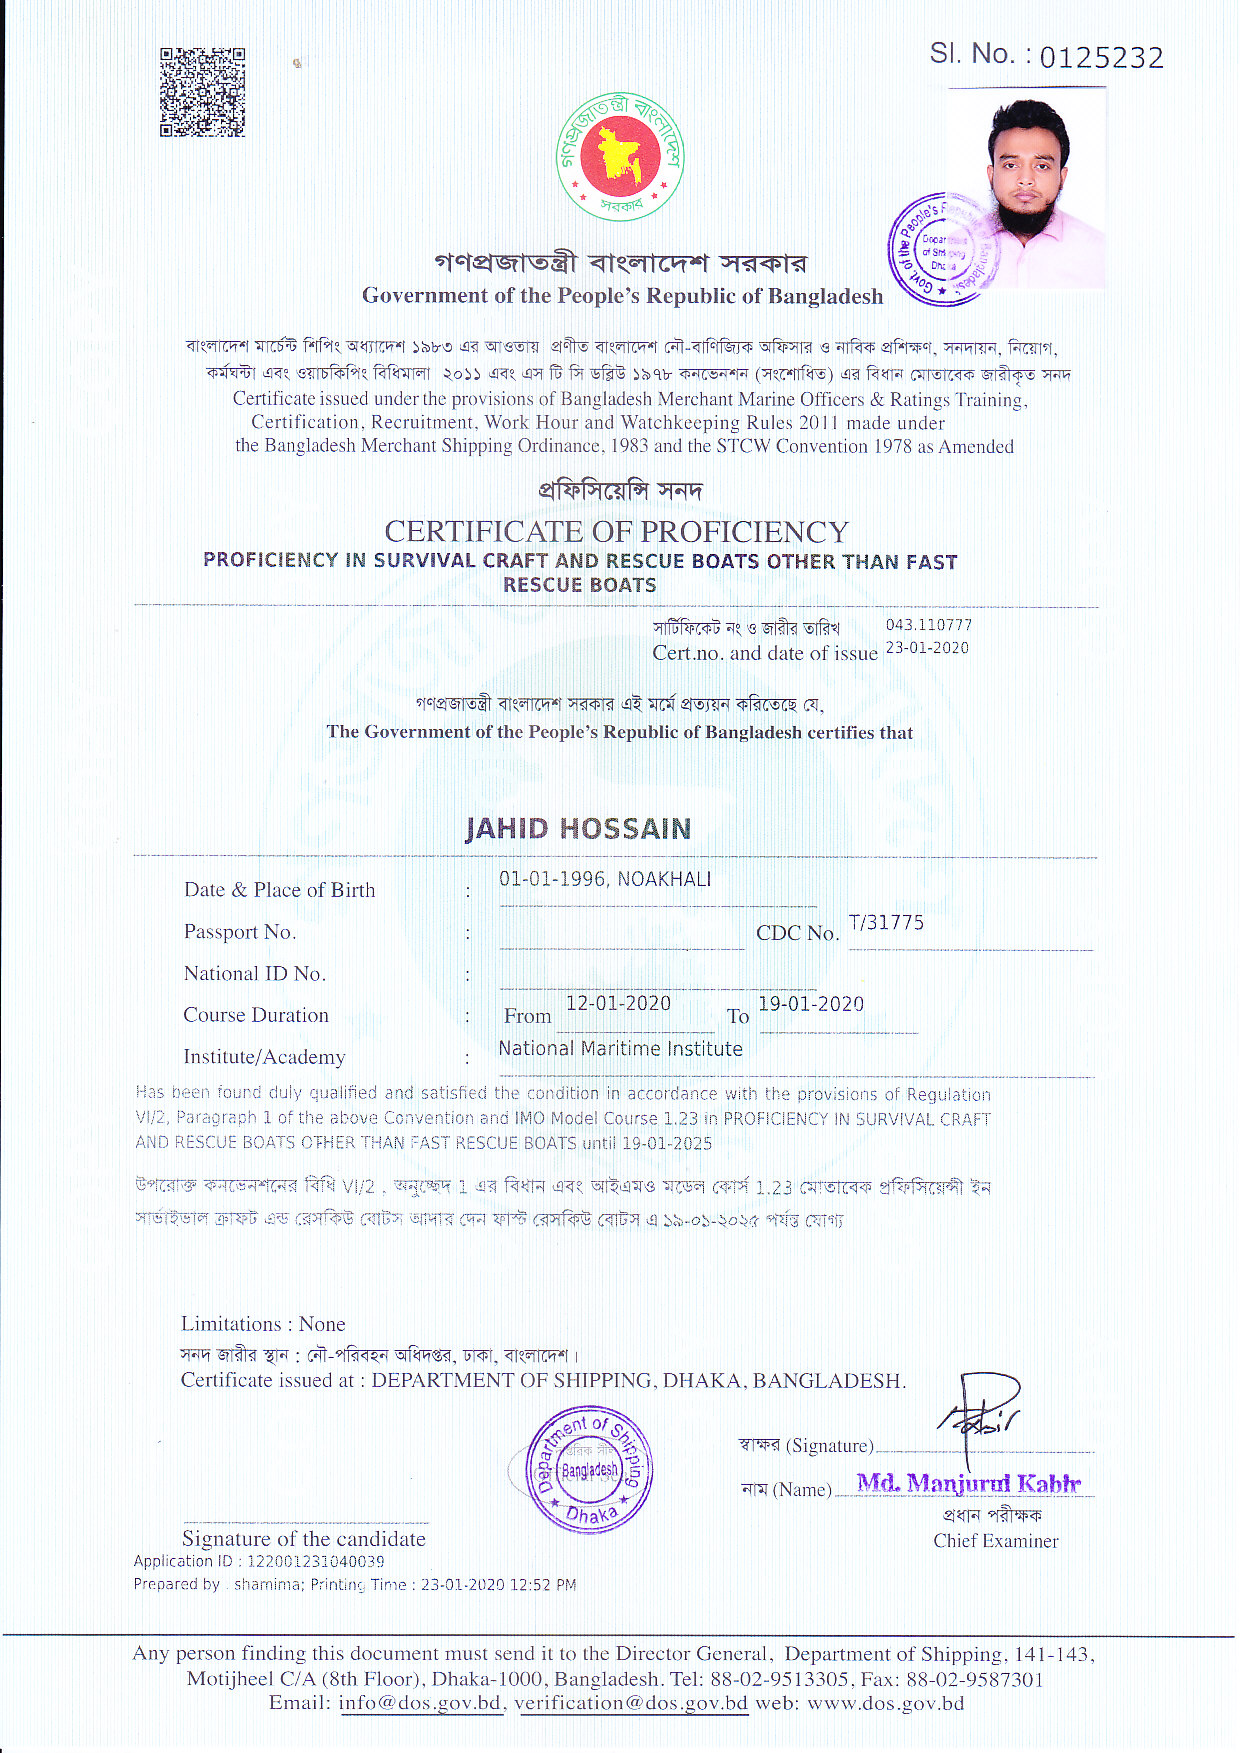 Sl. No. : 0125232
গণপ্রজাতন্ত্রী বাংলাদেশ
সরকার
Govt. of the People's Republic of Bangladesh
Department
of Shipping
Dhaka
গণপ্রজাতন্ত্রী বাংলাদেশ সরকার
Government of the People's Republic of Bangladesh
বাংলাদেশ মার্চেন্ট শিপিং অধ্যাদেশ ১৯৮৩ এর আওতায় প্রণীত বাংলাদেশ নৌ-বাণিজ্যিক অফিসার ও নাবিক প্রশিক্ষণ, সনদায়ন, নিয়োগ,
কর্মঘন্টা এবং ওয়াচকিপিং বিধিমালা ২০১১ এবং এস টি সি ডব্লিউ ১৯৭৮ কনভেনশন (সংশোধিত) এর বিধান মোতাবেক জারীকৃত সনদ
Certificate issued under the provisions of Bangladesh Merchant Marine Officers & Ratings Training,
Certification, Recruitment, Work Hour and Watchkeeping Rules 2011 made under
the Bangladesh Merchant Shipping Ordinance, 1983 and the STCW Convention 1978 as Amended
প্রফিসিয়েন্সি সনদ
CERTIFICATE OF PROFICIENCY
PROFICIENCY IN SURVIVAL CRAFT AND RESCUE BOATS OTHER THAN FAST
RESCUE BOATS
সার্টিফিকেট নং ও জারীর তারিখ 043.110777
Cert.no. and date of issue 23-01-2020
গণপ্রজাতন্ত্রী বাংলাদেশ সরকার এই মর্মে প্রত্যয়ন করিতেছে যে,
The Government of the People's Republic of Bangladesh certifies that
JAHID HOSSAIN
Date & Place of Birth : 01-01-1996, NOAKHALI
Passport No. : CDC No. T/31775
National ID No. :
Course Duration : From 12-01-2020 To 19-01-2020
Institute/Academy : National Maritime Institute
Has been found duly qualified and satisfied the condition in accordance with the provisions of Regulation
VI/2, Paragraph 1 of the above Convention and IMO Model Course 1.23 in PROFICIENCY IN SURVIVAL CRAFT
AND RESCUE BOATS OTHER THAN FAST RESCUE BOATS until 19-01-2025
উপরোক্ত কনভেনশনের বিধি VI/2 , অনুচ্ছেদ 1 এর বিধান এবং আইএমও মডেল কোর্স 1.23 মোতাবেক প্রফিসিয়েন্সী ইন
সার্ভাইভাল ক্রাফট এন্ড রেসকিউ বোটস আদার দেন ফাস্ট রেসকিউ বোটস এ ১৯-০১-২০২৫ পর্যন্ত যোগ্য
Limitations : None
সনদ জারীর স্থান : নৌ-পরিবহন অধিদপ্তর, ঢাকা, বাংলাদেশ।
Certificate issued at : DEPARTMENT OF SHIPPING, DHAKA, BANGLADESH.
Department of Shipping
Bangladesh
Dhaka
স্বাক্ষর (Signature)
নাম (Name) Md. Manjurul Kabir
প্রধান পরীক্ষক
Chief Examiner
Signature of the candidate
Application ID : 122001231040039
Prepared by : shamima; Printing Time : 23-01-2020 12:52 PM
Any person finding this document must send it to the Director General, Department of Shipping, 141-143,
Motijheel C/A (8th Floor), Dhaka-1000, Bangladesh. Tel: 88-02-9513305, Fax: 88-02-9587301
Email: info@dos.gov.bd, verification@dos.gov.bd web: www.dos.gov.bd